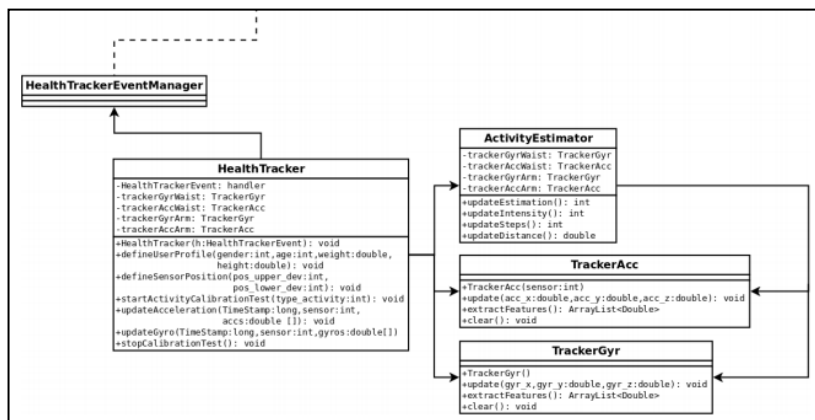 HealthTrackerEventManager
HealthTracker
-HealthTrackerEvent: handler
-trackerGyrWaist: TrackerGyr
-trackerAccWaist: TrackerAcc
-trackerGyrArm: TrackerGyr
-trackerAccArm: TrackerAcc
+HealthTracker(h:HealthTrackerEvent): void
+defineUserProfile(gender:int,age:int,weight:double,
height:double): void
+defineSensorPosition(pos_upper_dev:int,
pos_lower_dev:int): void
+startActivityCalibrationTest(type_activity:int): void
+updateAcceleration(TimeStamp:long,sensor:int,
accs:double []): void
+updateGyro(TimeStamp:long,sensor:int,gyros:double[])
+stopCalibrationTest(): void
ActivityEstimator
-trackerGyrWaist: TrackerGyr
-trackerAccWaist: TrackerAcc
-trackerGyrArm: TrackerGyr
-trackerAccArm: TrackerAcc
+updateEstimation(): int
+updateIntensity(): int
+updateSteps(): int
+updateDistance(): double
TrackerAcc
+TrackerAcc(sensor:int)
+update(acc_x:double,acc_y:double,acc_z:double): void
+extractFeatures(): ArrayList<Double>
+clear(): void
TrackerGyr
+TrackerGyr()
+update(gyr_x,gyr_y:double,gyr_z:double): void
+extractFeatures(): ArrayList<Double>
+clear(): void